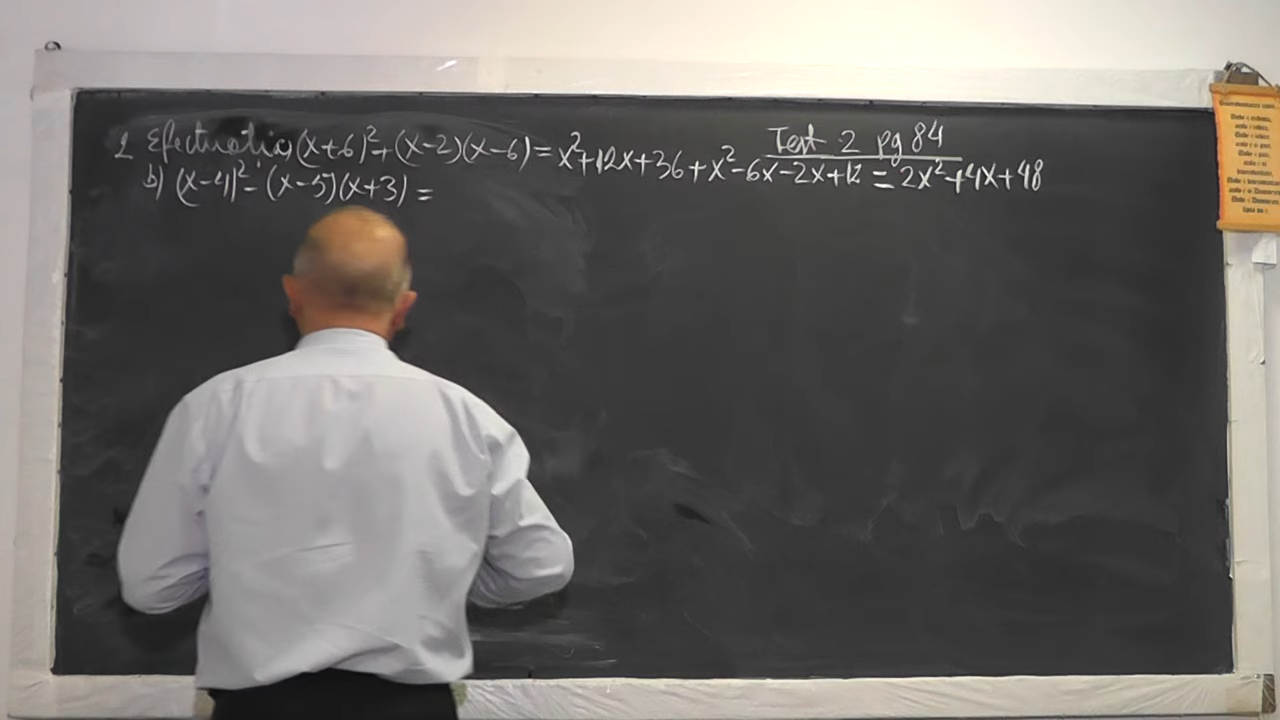 Test 2 pg 84
2 Efectuati a) (x+6)²+(x-2)(x-6)=x²+12x+36+x²-6x-2x+12=2x²+4x+48
b) (x-4)²-(x-5)(x+3)=